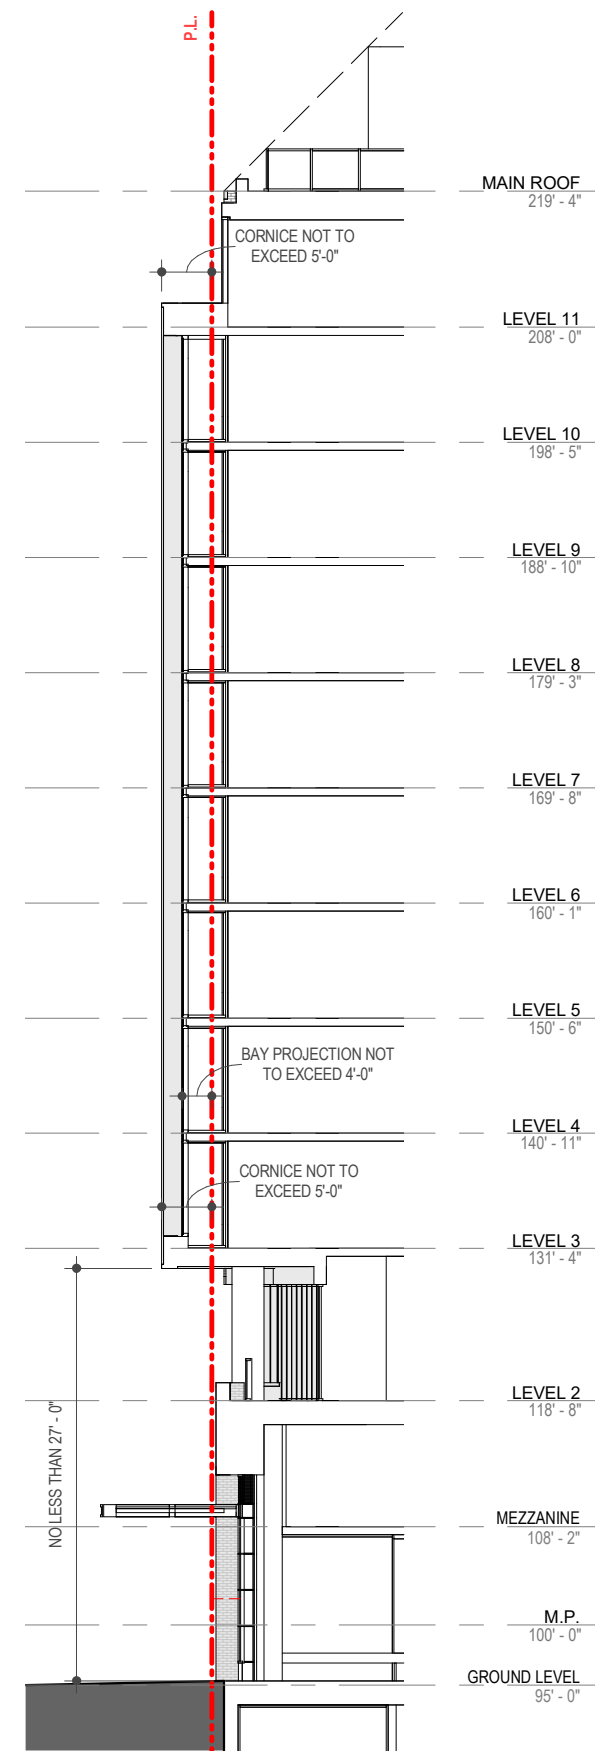 P.L.
MAIN ROOF
219' - 4"
CORNICE NOT TO
EXCEED 5'-0"
LEVEL 11
208' - 0"
LEVEL 10
198' - 5"
LEVEL 9
188' - 10"
LEVEL 8
179' - 3"
LEVEL 7
169' - 8"
LEVEL 6
160' - 1"
LEVEL 5
150' - 6"
BAY PROJECTION NOT
TO EXCEED 4'-0"
LEVEL 4
140' - 11"
CORNICE NOT TO
EXCEED 5'-0"
LEVEL 3
131' - 4"
LEVEL 2
118' - 8"
NO LESS THAN 27' - 0"
MEZZANINE
108' - 2"
M.P.
100' - 0"
GROUND LEVEL
95' - 0"